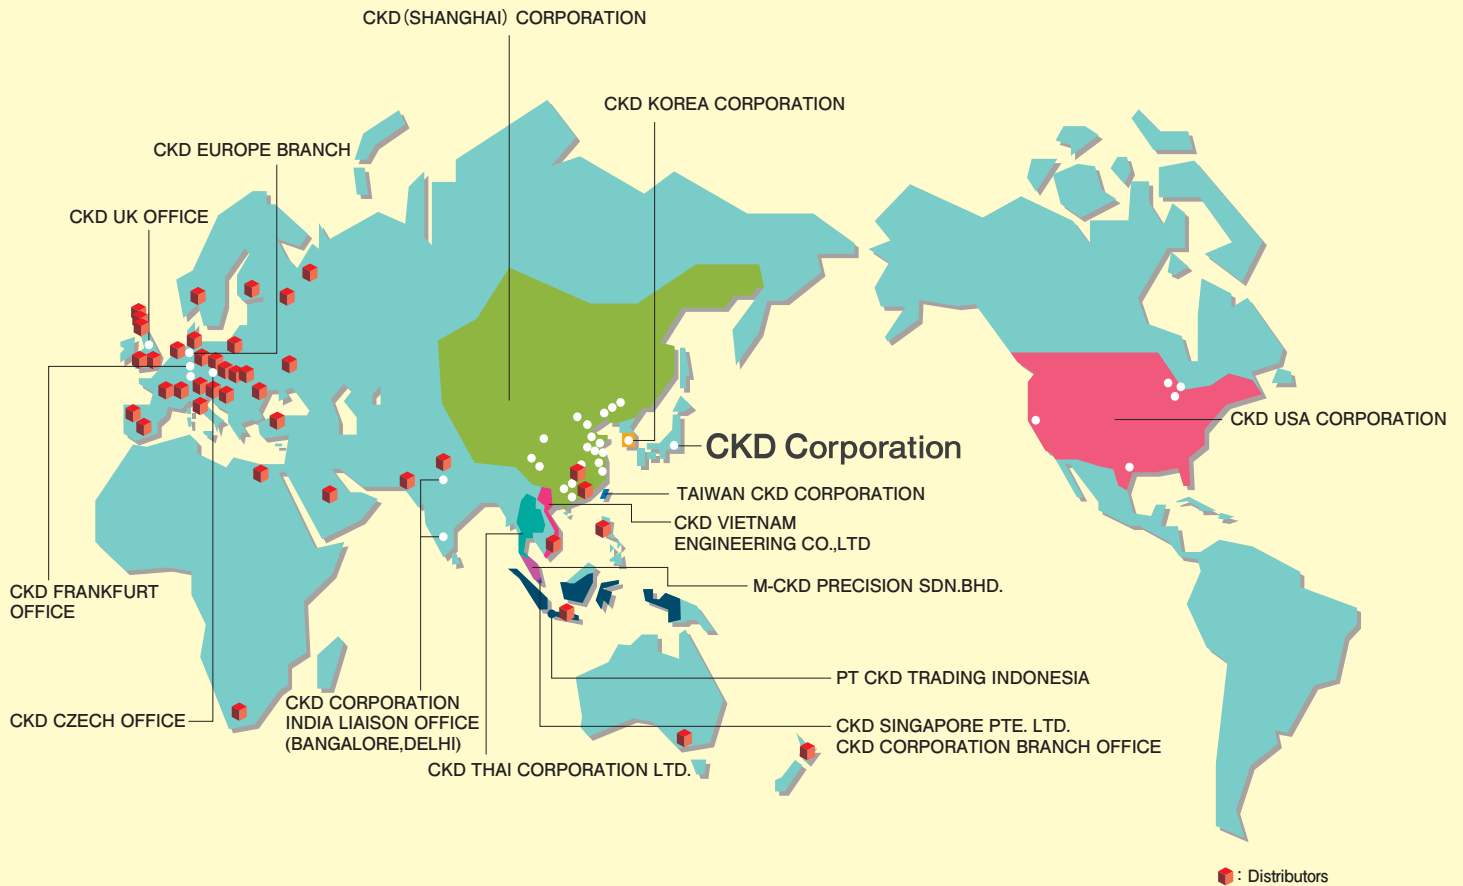 CKD(SHANGHAI) CORPORATION
CKD KOREA CORPORATION
CKD EUROPE BRANCH
CKD UK OFFICE
CKD USA CORPORATION
CKD Corporation
TAIWAN CKD CORPORATION
CKD VIETNAM
ENGINEERING CO.,LTD
M-CKD PRECISION SDN.BHD.
CKD FRANKFURT
OFFICE
PT CKD TRADING INDONESIA
CKD CZECH OFFICE
CKD CORPORATION
INDIA LIAISON OFFICE
(BANGALORE,DELHI)
CKD SINGAPORE PTE. LTD.
CKD CORPORATION BRANCH OFFICE
CKD THAI CORPORATION LTD.
: Distributors